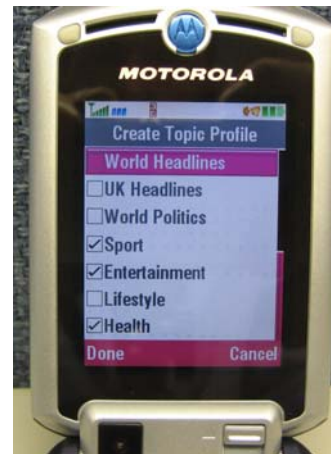 MOTOROLA
Create Topic Profile
World Headlines
UK Headlines
World Politics
Sport
Entertainment
Lifestyle
Health
Done Cancel